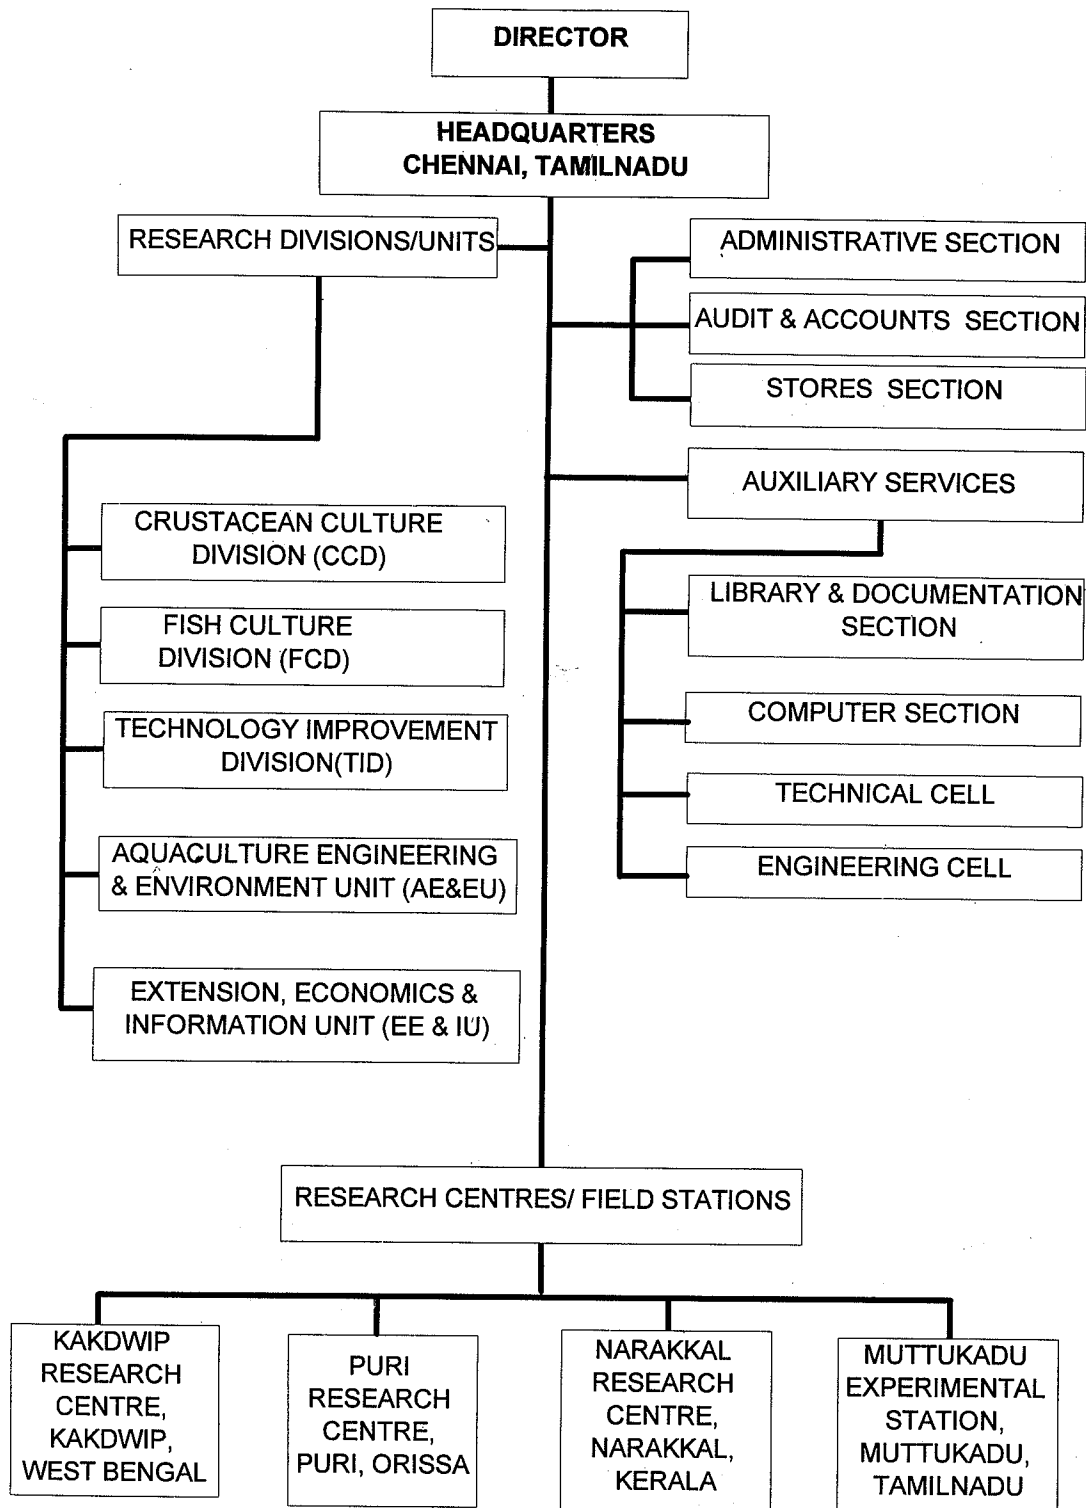 DIRECTOR
HEADQUARTERS
CHENNAI, TAMILNADU
RESEARCH DIVISIONS/UNITS
ADMINISTRATIVE SECTION
AUDIT & ACCOUNTS SECTION
STORES SECTION
AUXILIARY SERVICES
CRUSTACEAN CULTURE
DIVISION (CCD)
FISH CULTURE
DIVISION (FCD)
TECHNOLOGY IMPROVEMENT
DIVISION(TID)
AQUACULTURE ENGINEERING
& ENVIRONMENT UNIT (AE&EU)
EXTENSION, ECONOMICS &
INFORMATION UNIT (EE & IU)
LIBRARY & DOCUMENTATION
SECTION
COMPUTER SECTION
TECHNICAL CELL
ENGINEERING CELL
RESEARCH CENTRES/ FIELD STATIONS
KAKDWIP
RESEARCH
CENTRE,
KAKDWIP,
WEST BENGAL
PURI
RESEARCH
CENTRE,
PURI, ORISSA
NARAKKAL
RESEARCH
CENTRE,
NARAKKAL,
KERALA
MUTTUKADU
EXPERIMENTAL
STATION,
MUTTUKADU,
TAMILNADU